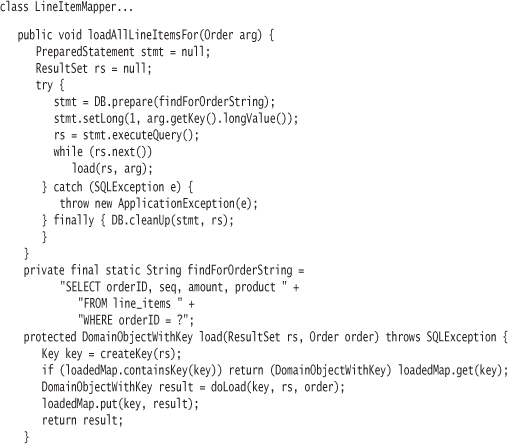 class LineItemMapper...
public void loadAllLineItemsFor(Order arg) {
PreparedStatement stmt = null;
ResultSet rs = null;
try {
stmt = DB.prepare(findForOrderString);
stmt.setLong(1, arg.getKey().longValue());
rs = stmt.executeQuery();
while (rs.next())
load(rs, arg);
} catch (SQLException e) {
throw new ApplicationException(e);
} finally { DB.cleanUp(stmt, rs);
}
}
private final static String findForOrderString =
"SELECT orderID, seq, amount, product " +
"FROM line_items " +
"WHERE orderID = ?";
protected DomainObjectWithKey load(ResultSet rs, Order order) throws SQLException {
Key key = createKey(rs);
if (loadedMap.containsKey(key)) return (DomainObjectWithKey) loadedMap.get(key);
DomainObjectWithKey result = doLoad(key, rs, order);
loadedMap.put(key, result);
return result;
}